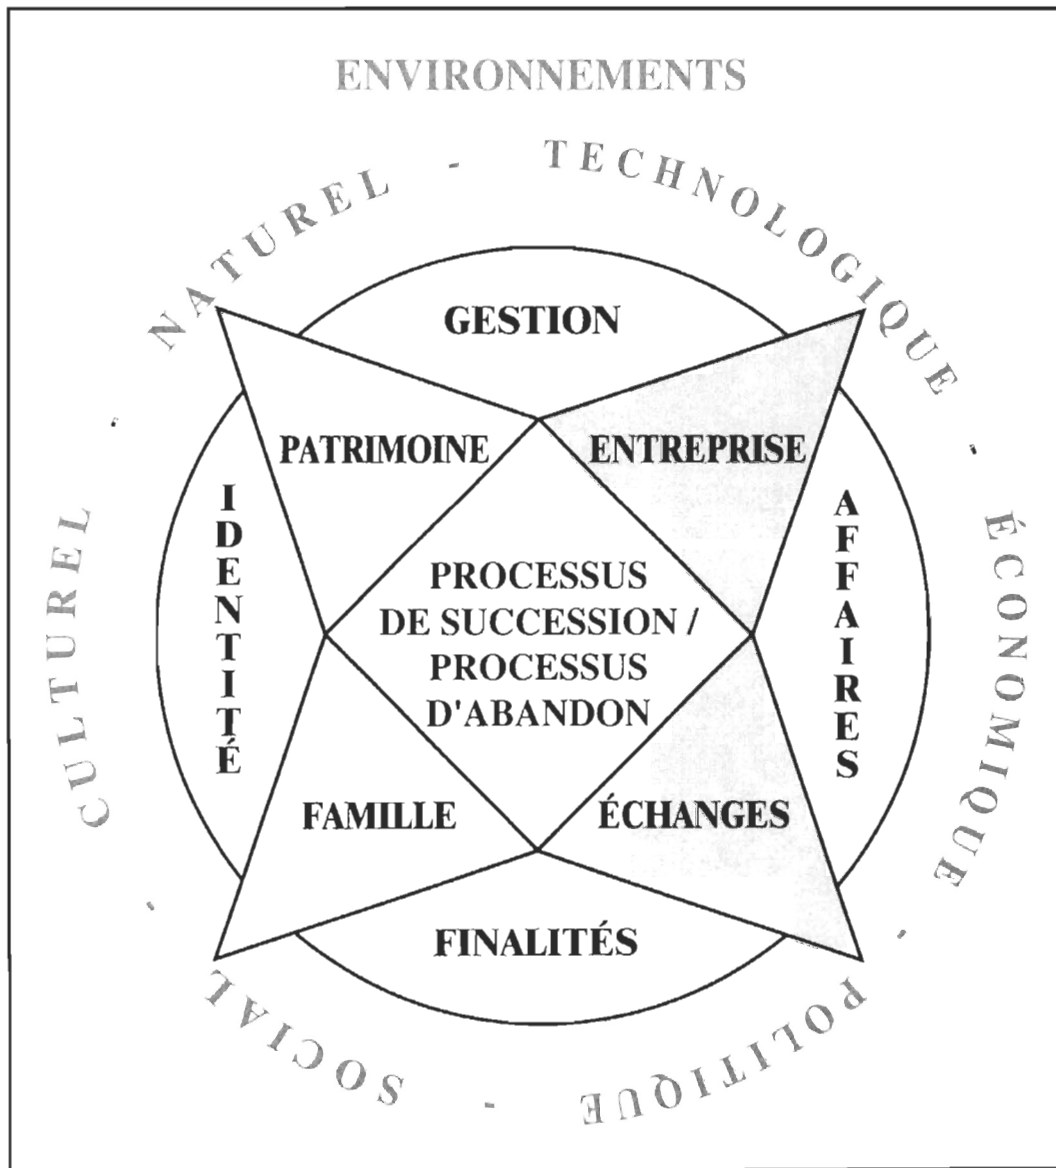 ENVIRONNEMENTS
NATUREL - TECHNOLOGIQUE - ÉCONOMIQUE - POLITIQUE - SOCIAL - CULTUREL -
GESTION
PATRIMOINE
ENTREPRISE
IDENTITÉ
AFFAIRES
PROCESSUS
DE SUCCESSION /
PROCESSUS
D'ABANDON
FAMILLE
ÉCHANGES
FINALITÉS